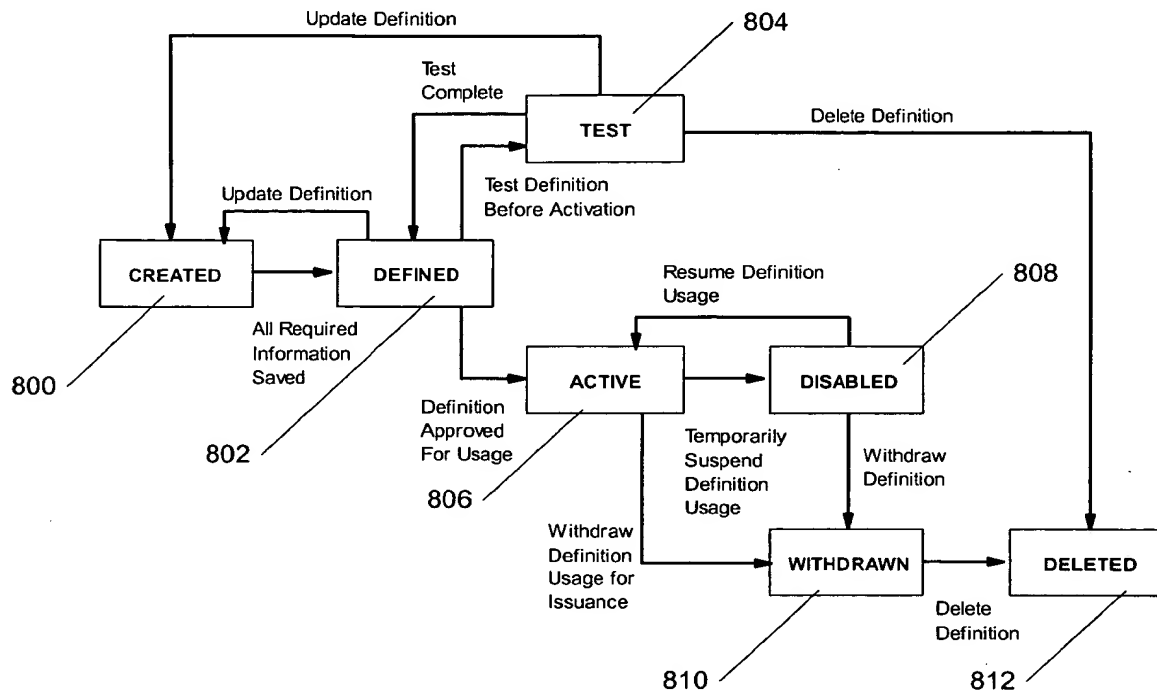 Update Definition
804
Test
Complete
TEST
Delete Definition
Update Definition
Test Definition
Before Activation
CREATED
DEFINED
Resume Definition
Usage
808
All Required
Information
Saved
800
ACTIVE
DISABLED
802
Definition
Approved
For Usage
806
Temporarily
Suspend
Definition
Usage
Withdraw
Definition
Withdraw
Definition
Usage for
Issuance
WITHDRAWN
DELETED
Delete
Definition
810
812